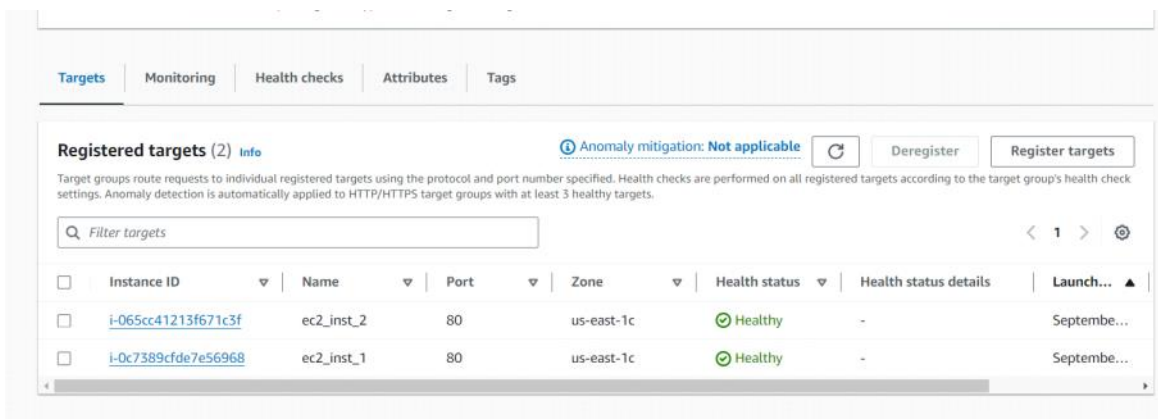 Targets Monitoring Health checks Attributes Tags
Registered targets (2) Info Anomaly mitigation: Not applicable Deregister Register targets
Target groups route requests to individual registered targets using the protocol and port number specified. Health checks are performed on all registered targets according to the target group's health check
settings. Anomaly detection is automatically applied to HTTP/HTTPS target groups with at least 3 healthy targets.
Filter targets 1
Instance ID Name Port Zone Health status Health status details Launch...
i-065cc41213f671c3f ec2_inst_2 80 us-east-1c Healthy - Septembe...
i-0c7389cfde7e56968 ec2_inst_1 80 us-east-1c Healthy - Septembe...